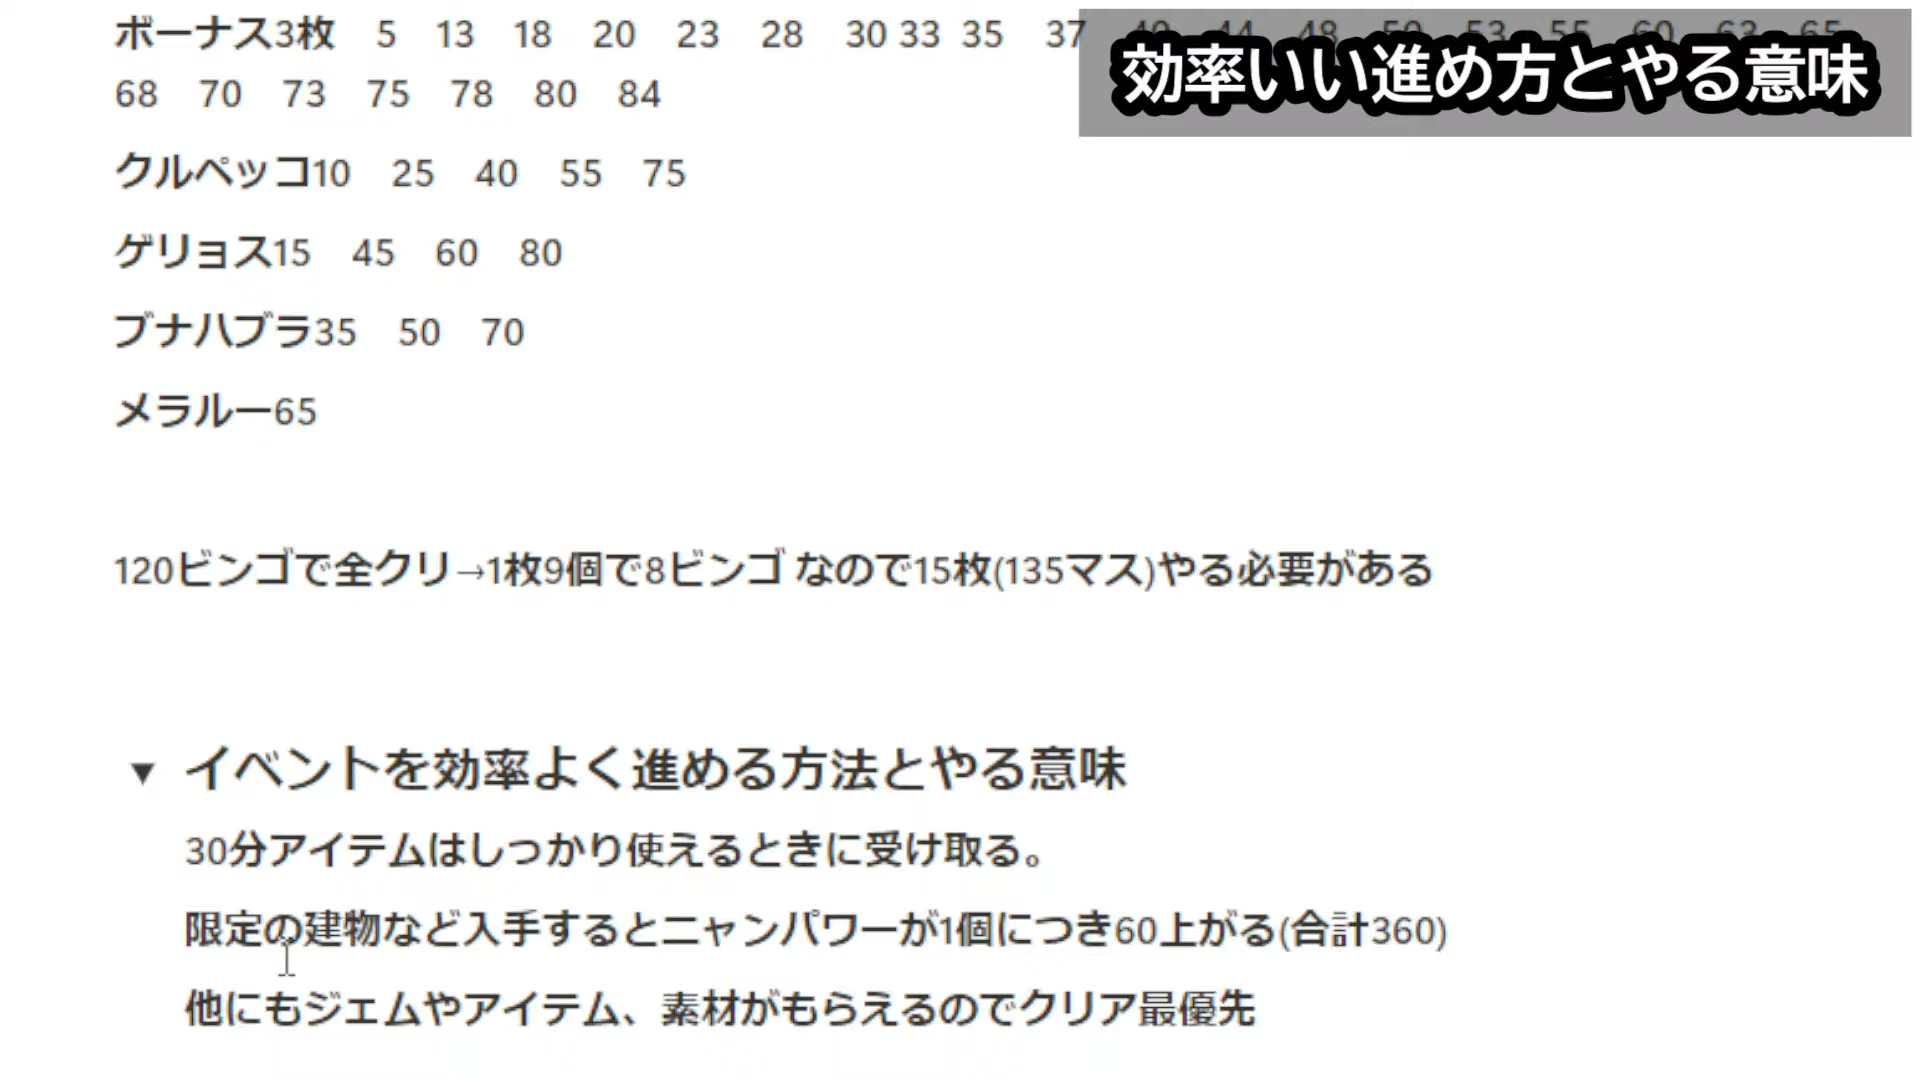 ボーナス3枚 5 13 18 20 23 28 30 33 35 37 40 44 48 50 53 55 60 63 65
効率いい進め方とやる意味
68 70 73 75 78 80 84
クルペッコ10 25 40 55 75
ゲリョス15 45 60 80
ブナハブラ35 50 70
メラルー65
120ビンゴで全クリ→1枚9個で8ビンゴ なので15枚(135マス)やる必要がある
▼ イベントを効率よく進める方法とやる意味
30分アイテムはしっかり使えるときに受け取る。
限定の建物など入手するとニャンパワーが1個につき60上がる(合計360)
他にもジェムやアイテム、素材がもらえるのでクリア最優先